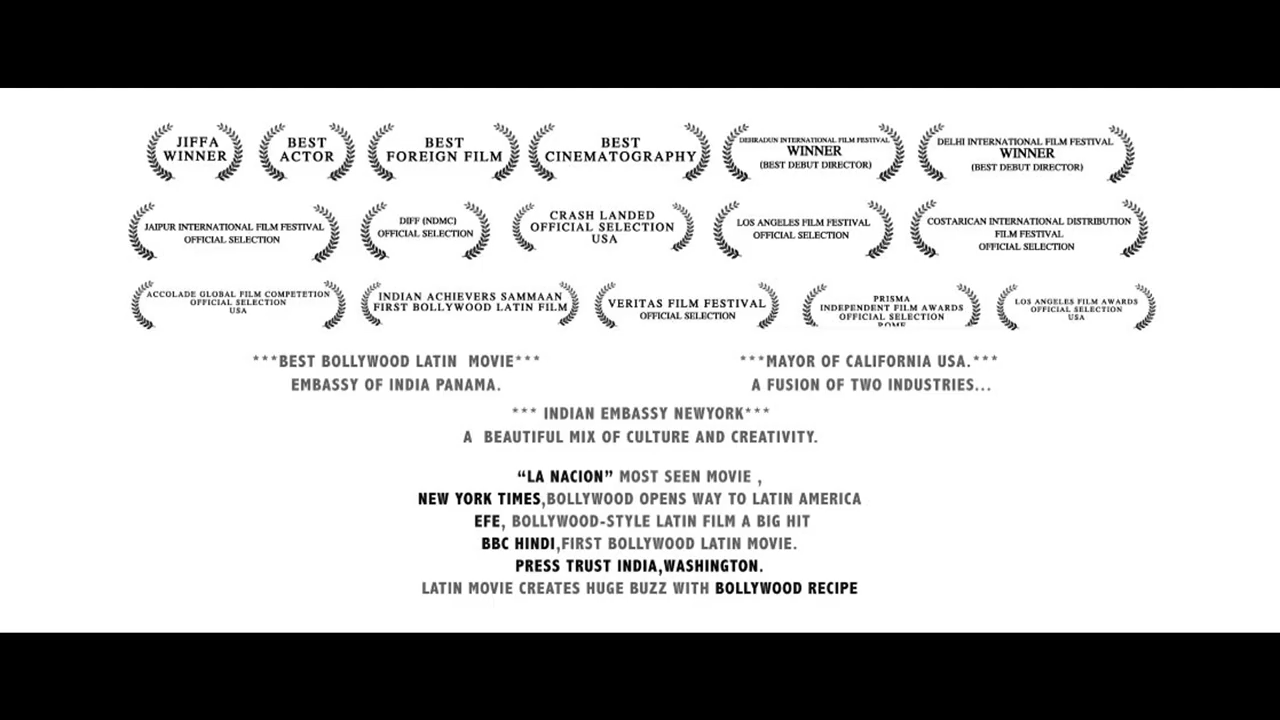 JIFFA
WINNER
BEST
ACTOR
BEST
FOREIGN FILM
BEST
CINEMATOGRAPHY
DEHRADUN INTERNATIONAL FILM FESTIVAL
WINNER
(BEST DEBUT DIRECTOR)
DELHI INTERNATIONAL FILM FESTIVAL
WINNER
(BEST DEBUT DIRECTOR)
JAIPUR INTERNATIONAL FILM FESTIVAL
OFFICIAL SELECTION
DIFF (NDMC)
OFFICIAL SELECTION
CRASH LANDED
OFFICIAL SELECTION
USA
LOS ANGELES FILM FESTIVAL
OFFICIAL SELECTION
COSTARICAN INTERNATIONAL DISTRIBUTION
FILM FESTIVAL
OFFICIAL SELECTION
ACCOLADE GLOBAL FILM COMPETETION
OFFICIAL SELECTION
USA
INDIAN ACHIEVERS SAMMAAN
FIRST BOLLYWOOD LATIN FILM
VERITAS FILM FESTIVAL
OFFICIAL SELECTION
PRISMA
INDEPENDENT FILM AWARDS
OFFICIAL SELECTION
ROME
LOS ANGELES FILM AWARDS
OFFICIAL SELECTION
USA
***BEST BOLLYWOOD LATIN MOVIE***
EMBASSY OF INDIA PANAMA.
***MAYOR OF CALIFORNIA USA.***
A FUSION OF TWO INDUSTRIES...
*** INDIAN EMBASSY NEWYORK***
A BEAUTIFUL MIX OF CULTURE AND CREATIVITY.
“LA NACION” MOST SEEN MOVIE ,
NEW YORK TIMES,BOLLYWOOD OPENS WAY TO LATIN AMERICA
EFE, BOLLYWOOD-STYLE LATIN FILM A BIG HIT
BBC HINDI,FIRST BOLLYWOOD LATIN MOVIE.
PRESS TRUST INDIA,WASHINGTON.
LATIN MOVIE CREATES HUGE BUZZ WITH BOLLYWOOD RECIPE